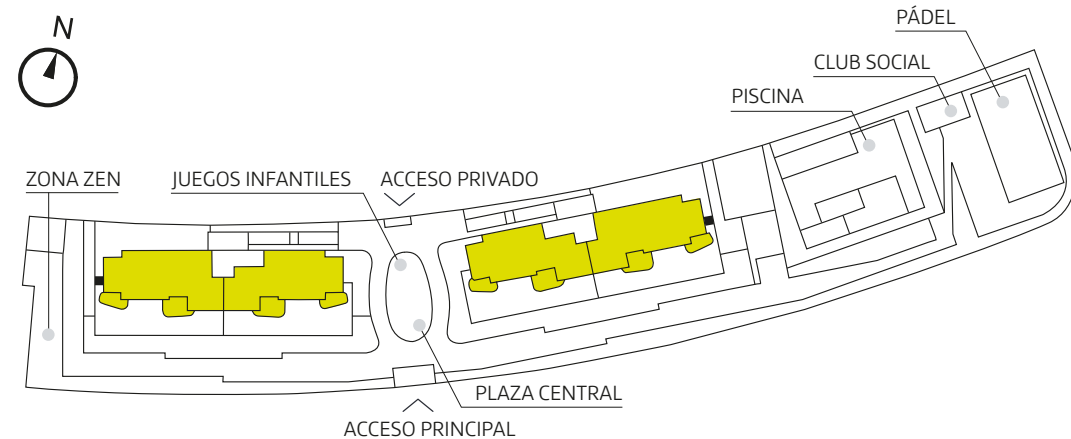 N
PÁDEL
CLUB SOCIAL
PISCINA
ZONA ZEN
JUEGOS INFANTILES
ACCESO PRIVADO
PLAZA CENTRAL
ACCESO PRINCIPAL